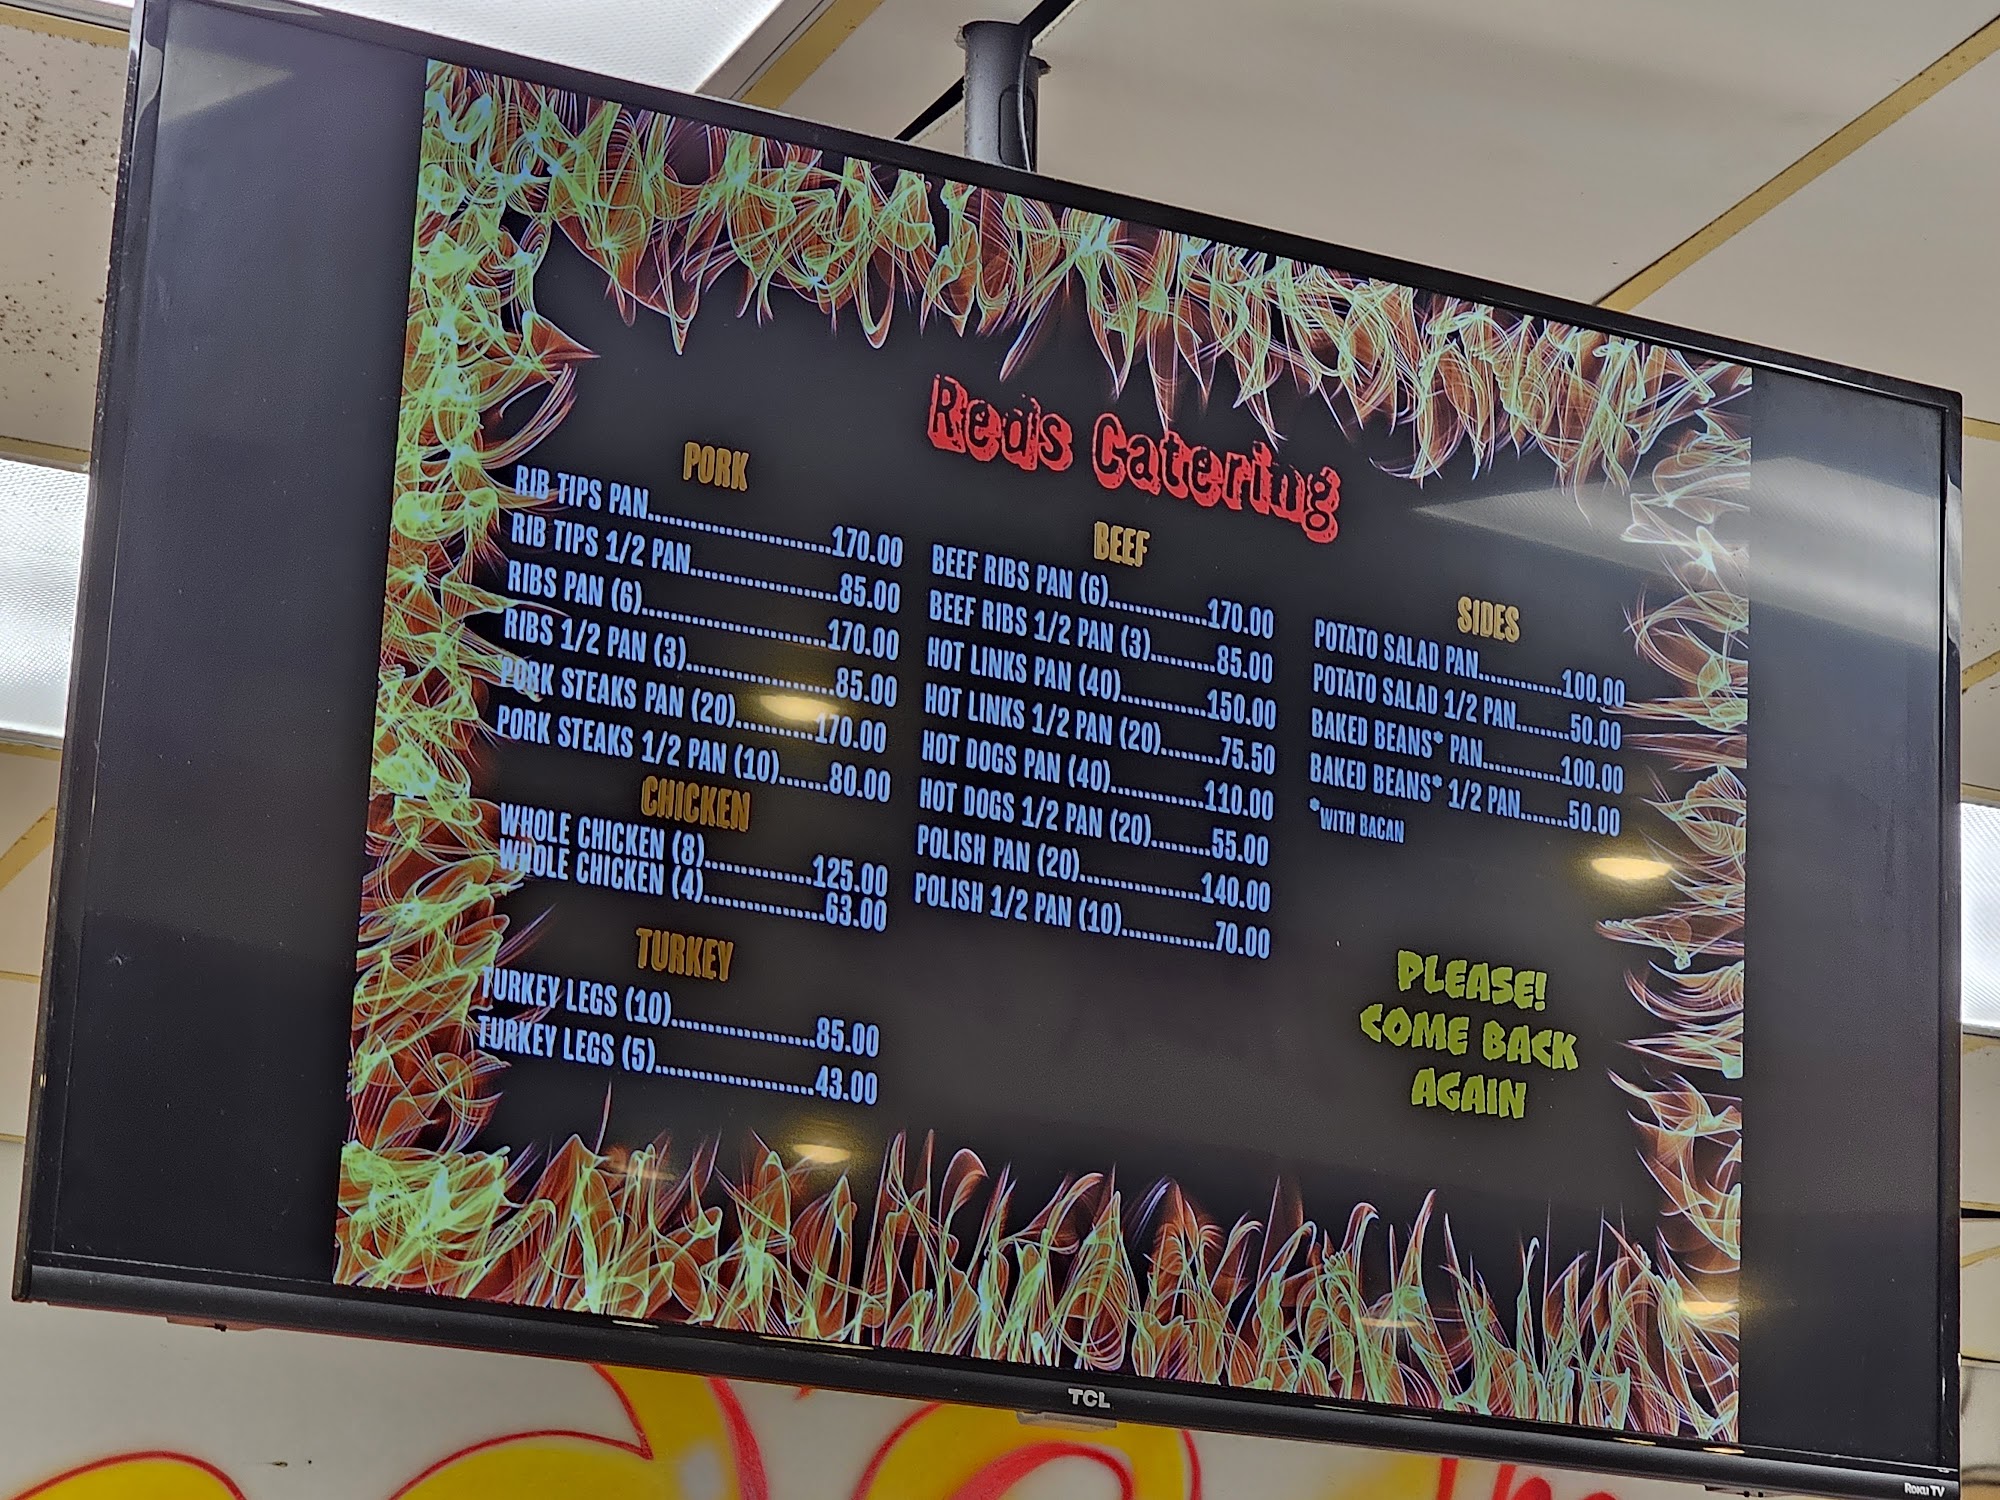 Reds Catering
PORK
RIB TIPS PAN.........................170.00
RIB TIPS 1/2 PAN....................85.00
RIBS PAN (6).........................170.00
RIBS 1/2 PAN (3)....................85.00
PORK STEAKS PAN (20)...........170.00
PORK STEAKS 1/2 PAN (10)......80.00
CHICKEN
WHOLE CHICKEN (8)...............125.00
WHOLE CHICKEN (4).................63.00
TURKEY
TURKEY LEGS (10)....................85.00
TURKEY LEGS (5)......................43.00
BEEF
BEEF RIBS PAN (6)..............170.00
BEEF RIBS 1/2 PAN (3).........85.00
HOT LINKS PAN (40)............150.00
HOT LINKS 1/2 PAN (20)........75.50
HOT DOGS PAN (40).............110.00
HOT DOGS 1/2 PAN (20)........55.00
POLISH PAN (20)................140.00
POLISH 1/2 PAN (10).............70.00
SIDES
POTATO SALAD PAN............100.00
POTATO SALAD 1/2 PAN.......50.00
BAKED BEANS* PAN...........100.00
BAKED BEANS* 1/2 PAN.......50.00
*WITH BACAN
PLEASE!
COME BACK
AGAIN
TCL
ROKU TV